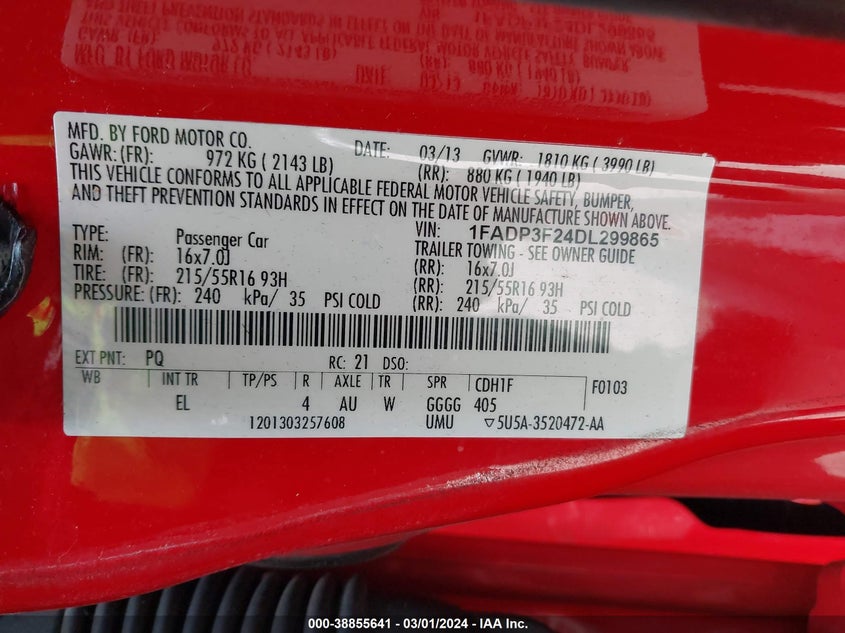 MFD. BY FORD MOTOR CO.
DATE: 03/13 GVWR: 1810 KG ( 3990 LB)
GAWR: (FR): 972 KG ( 2143 LB) (RR): 880 KG ( 1940 LB)
THIS VEHICLE CONFORMS TO ALL APPLICABLE FEDERAL MOTOR VEHICLE SAFETY, BUMPER,
AND THEFT PREVENTION STANDARDS IN EFFECT ON THE DATE OF MANUFACTURE SHOWN ABOVE.
VIN: 1FADP3F24DL299865
TYPE: Passenger Car TRAILER TOWING - SEE OWNER GUIDE
RIM: (FR): 16x7.0J (RR): 16x7.0J
TIRE: (FR): 215/55R16 93H (RR): 215/55R16 93H
PRESSURE: (FR): 240 kPa/ 35 PSI COLD (RR): 240 kPa/ 35 PSI COLD
EXT PNT: PQ RC: 21 DSO:
WB INT TR TP/PS R AXLE TR SPR CDH1F F0103
EL 4 AU W GGGG 405
1201303257608 UMU ▽5U5A-3520472-AA
000-38855641 - 03/01/2024 - IAA Inc.